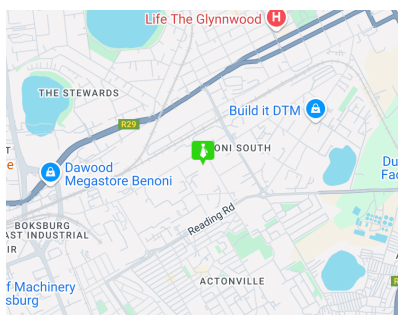 Life The Glynnwood
H
THE STEWARDS
Build it DTM
R29
ONI SOUTH
T
e
Dawood
Megastore Benoni
Du
Fac
Reading Rd
BOKSBURG
AST INDUSTRIAL
IR
ACTONVILLE
A
R
f Machinery
sburg